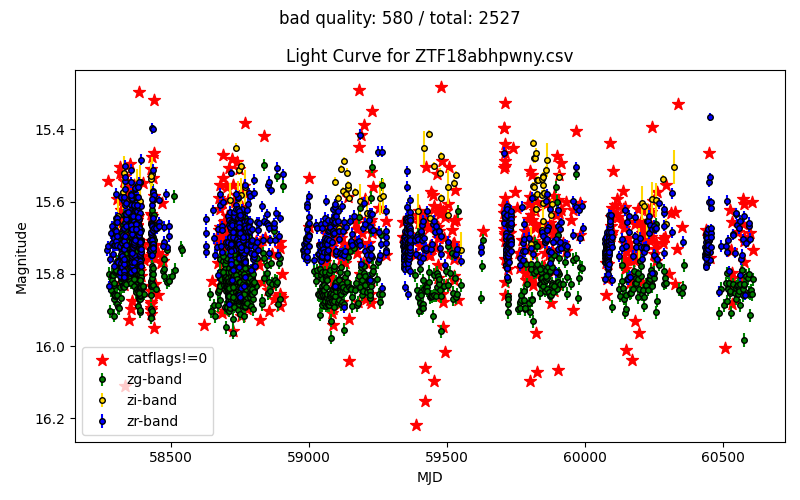 bad quality: 580 / total: 2527
Light Curve for ZTF18abhpwny.csv
15.4
15.6
15.8
16.0
16.2
Magnitude
catflags!=0
zg-band
zi-band
zr-band
58500
59000
59500
60000
60500
MJD